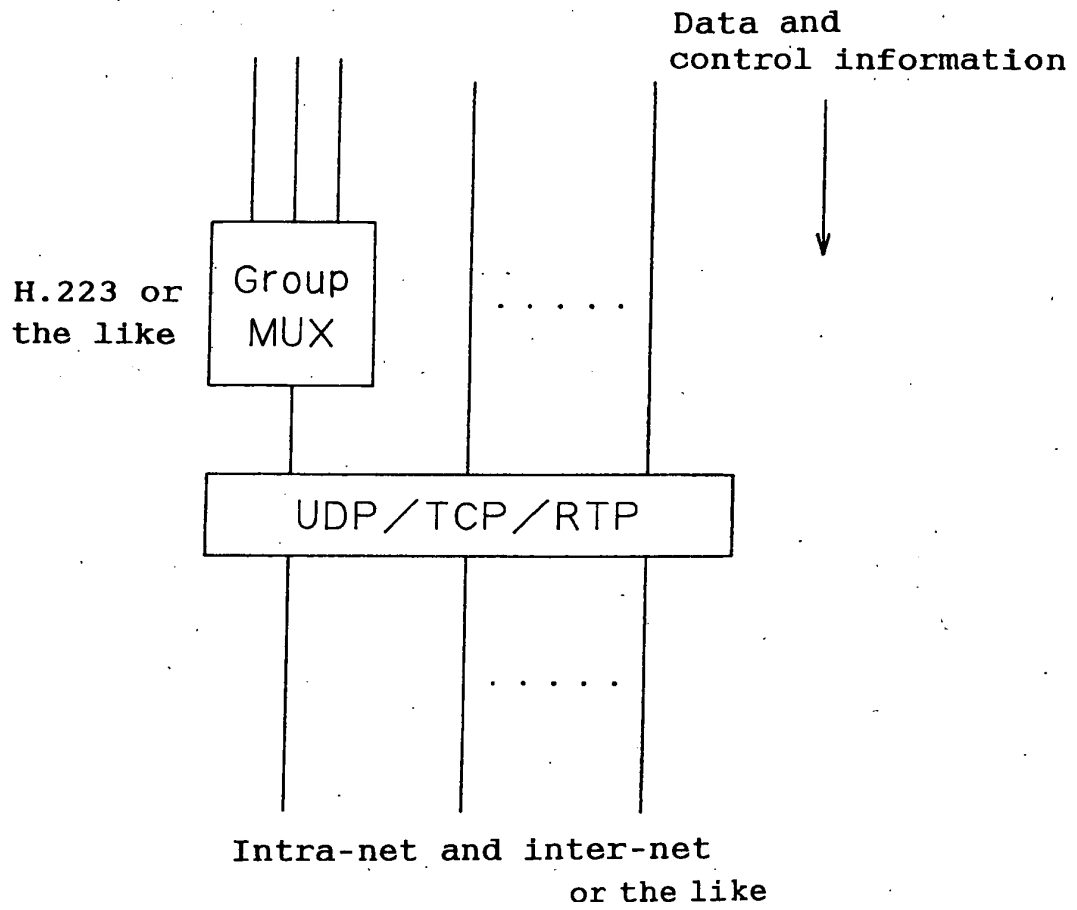 Data and
control information
H.223 or
the like
Group
MUX
.....
UDP/TCP/RTP
.....
Intra-net and inter-net
or the like